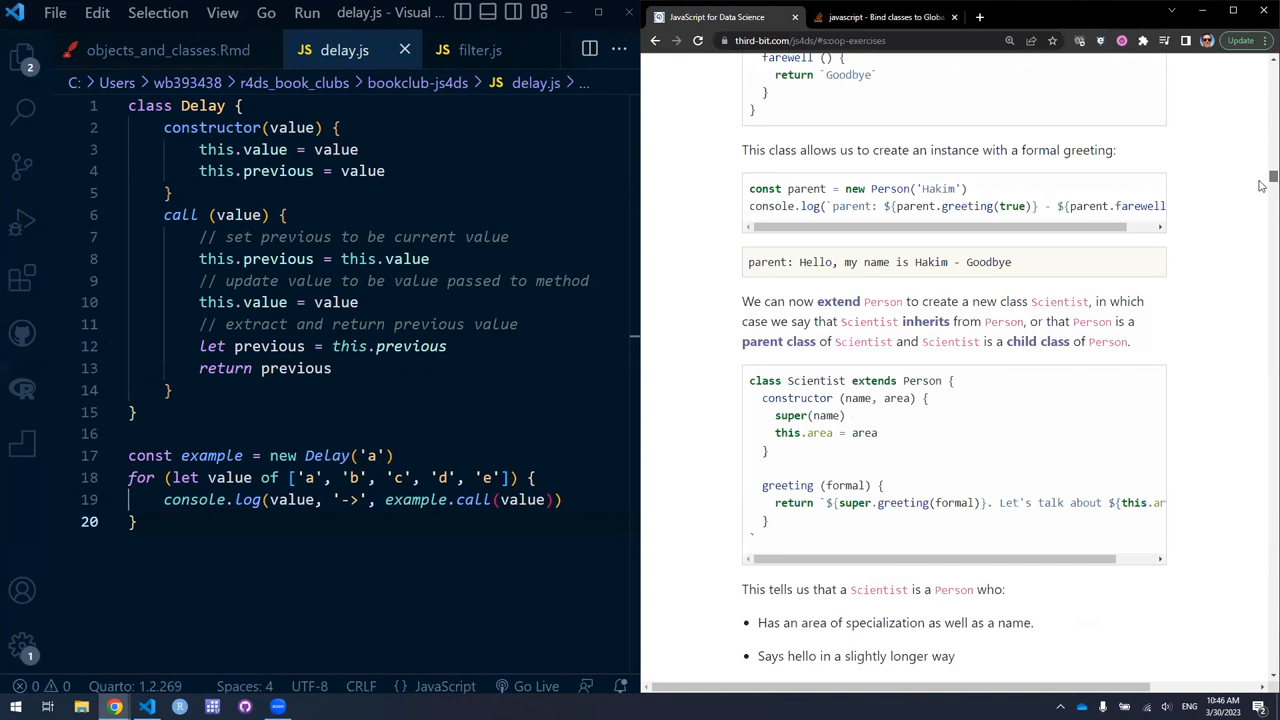 File Edit Selection View Go Run delay.js - Visual ...
objects_and_classes.Rmd
JS delay.js
JS filter.js
C: > Users > wb393438 > r4ds_book_clubs > bookclub-js4ds > JS delay.js > ...
1 class Delay {
2 constructor(value) {
3 this.value = value
4 this.previous = value
5 }
6 call (value) {
7 // set previous to be current value
8 this.previous = this.value
9 // update value to be value passed to method
10 this.value = value
11 // extract and return previous value
12 let previous = this.previous
13 return previous
14 }
15 }
16
17 const example = new Delay('a')
18 for (let value of ['a', 'b', 'c', 'd', 'e']) {
19 console.log(value, '->', example.call(value))
20 }
2
1
0 0 Quarto: 1.2.269 Spaces: 4 UTF-8 CRLF {} JavaScript Go Live
JavaScript for Data Science
javascript - Bind classes to Globa
third-bit.com/js4ds/#s:oop-exercises
Update
farewell () {
return `Goodbye`
}
}
This class allows us to create an instance with a formal greeting:
const parent = new Person('Hakim')
console.log(`parent: ${parent.greeting(true)} - ${parent.farewell
parent: Hello, my name is Hakim - Goodbye
We can now extend Person to create a new class Scientist, in which
case we say that Scientist inherits from Person, or that Person is a
parent class of Scientist and Scientist is a child class of Person.
class Scientist extends Person {
constructor (name, area) {
super(name)
this.area = area
}
greeting (formal) {
return `${super.greeting(formal)}. Let's talk about ${this.ar
}
`
This tells us that a Scientist is a Person who:
• Has an area of specialization as well as a name.
• Says hello in a slightly longer way
ENG
10:46 AM
3/30/2023
2